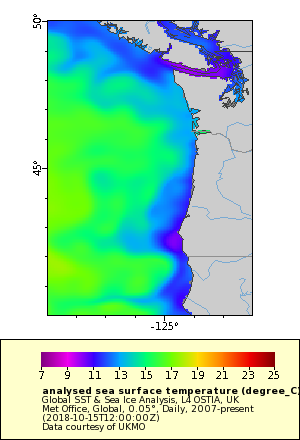 50°
45°
-125°
7 9 11 13 15 17 19 21 23 25
analysed sea surface temperature (degree_C)
Global SST & Sea Ice Analysis, L4 OSTIA, UK
Met Office, Global, 0.05°, Daily, 2007-present
(2018-10-15T12:00:00Z)
Data courtesy of UKMO